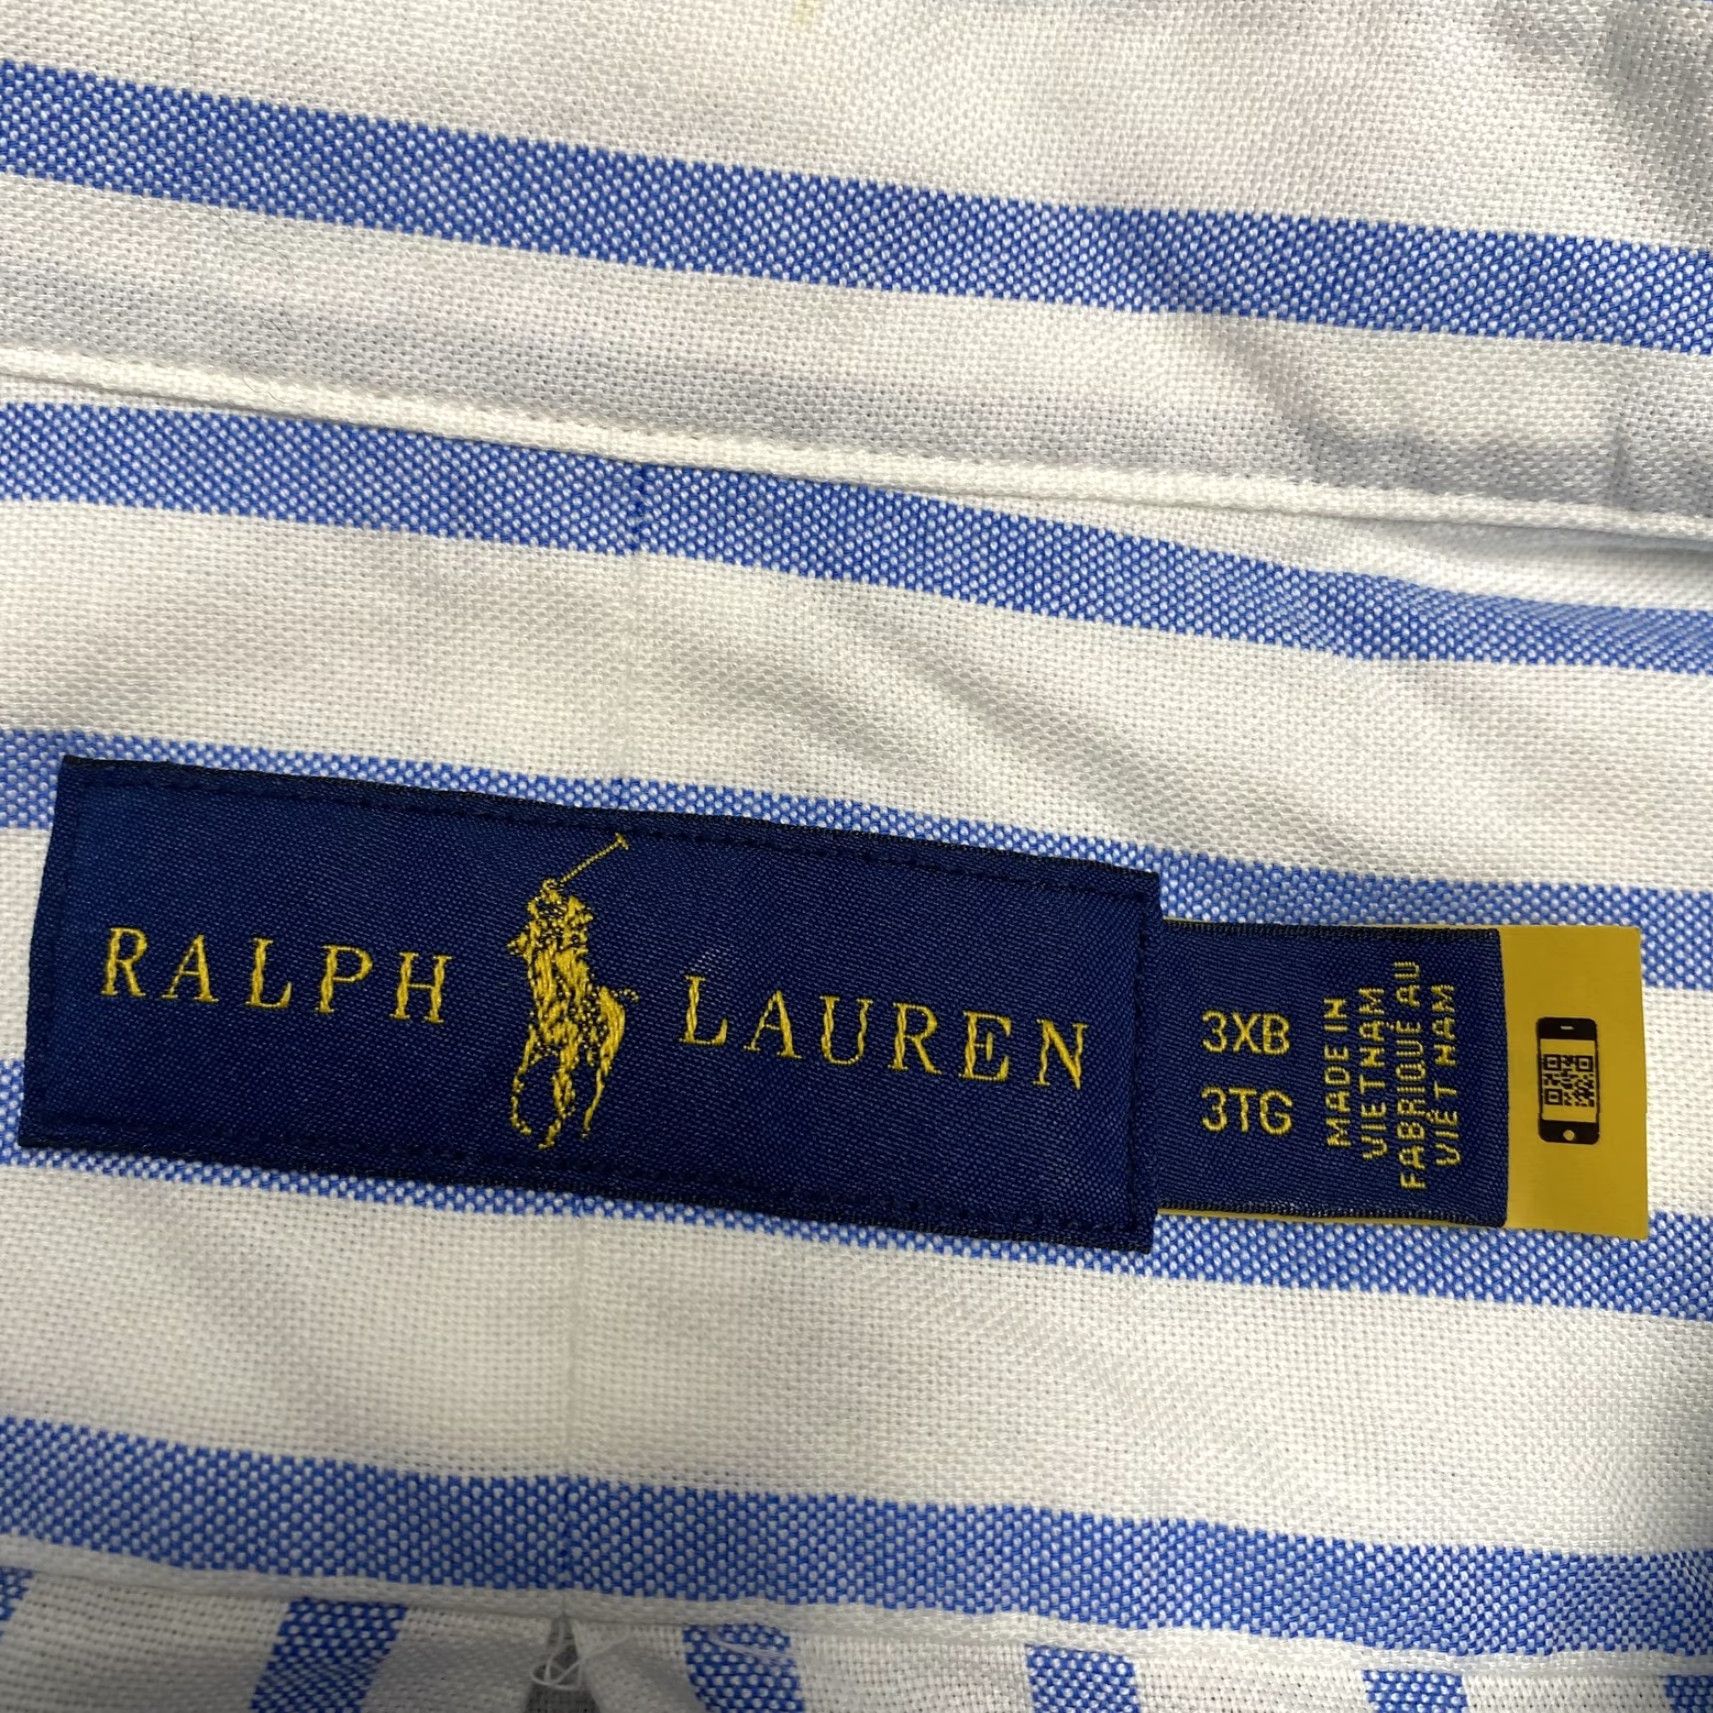 RALPH LAUREN
3XB
3TG
MADE IN
VIETNAM
FABRIQUÉ AU
VIÊT NAM